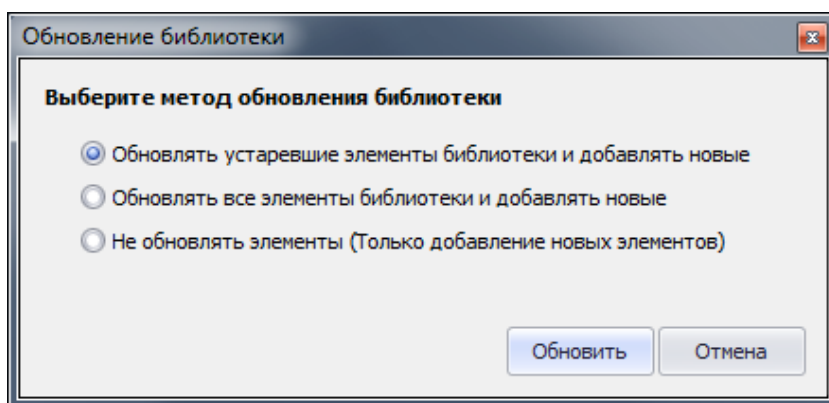 Обновление библиотеки
Выберите метод обновления библиотеки
Обновлять устаревшие элементы библиотеки и добавлять новые
Обновлять все элементы библиотеки и добавлять новые
Не обновлять элементы (Только добавление новых элементов)
Обновить Отмена